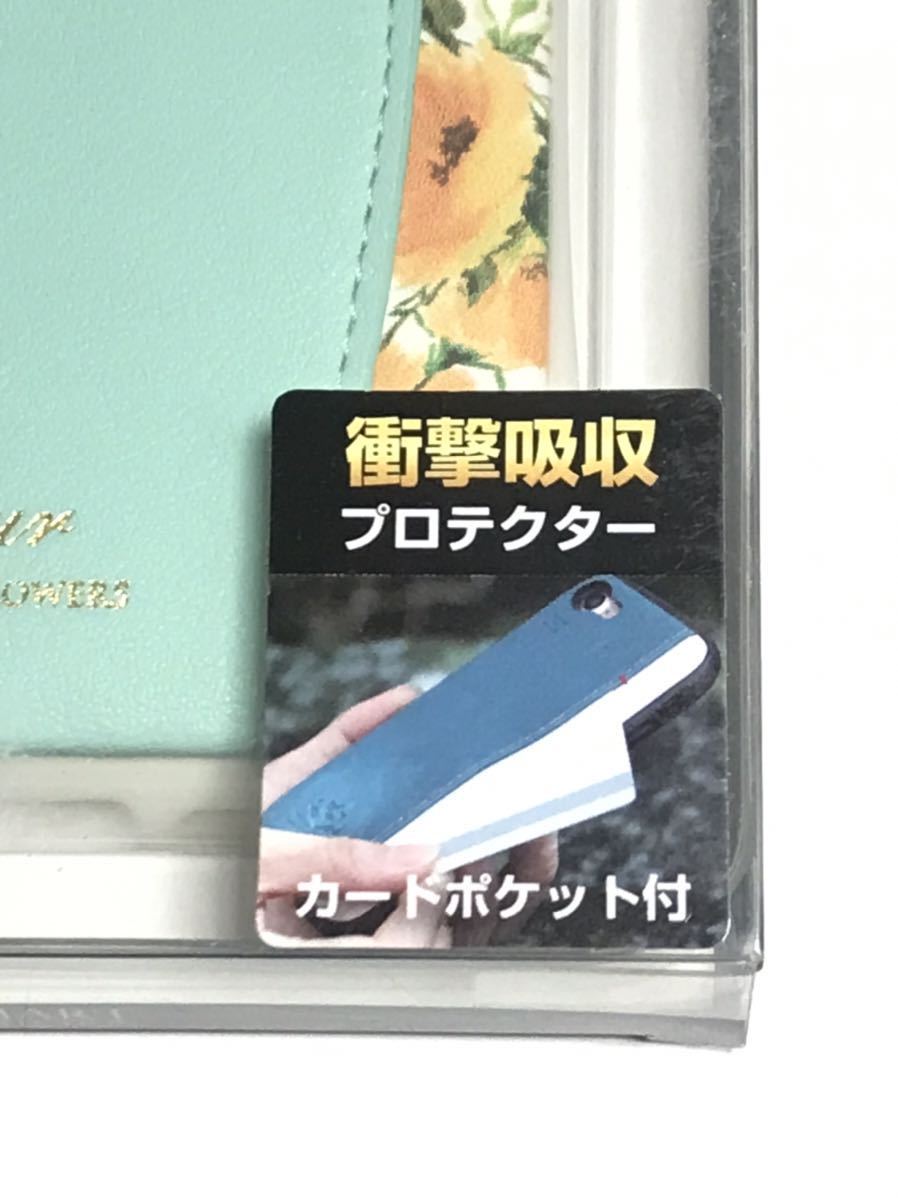 衝撃吸収
プロテクター
カードポケット付